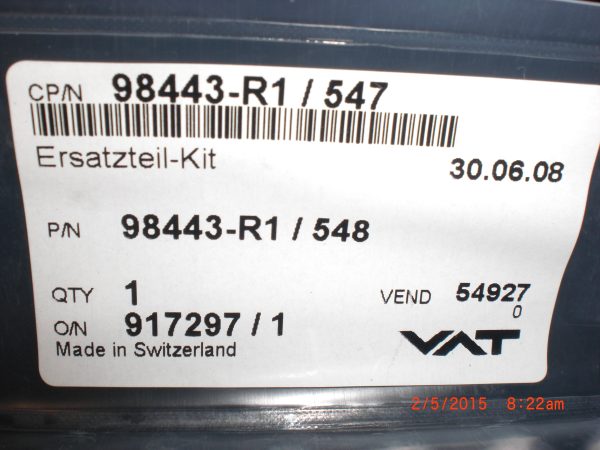 CP/N 98443-R1 / 547
Ersatzteil-Kit 30.06.08
P/N 98443-R1 / 548
QTY 1 VEND 54927
0
O/N 917297 / 1
Made in Switzerland VAT
2/5/2015 8:22am